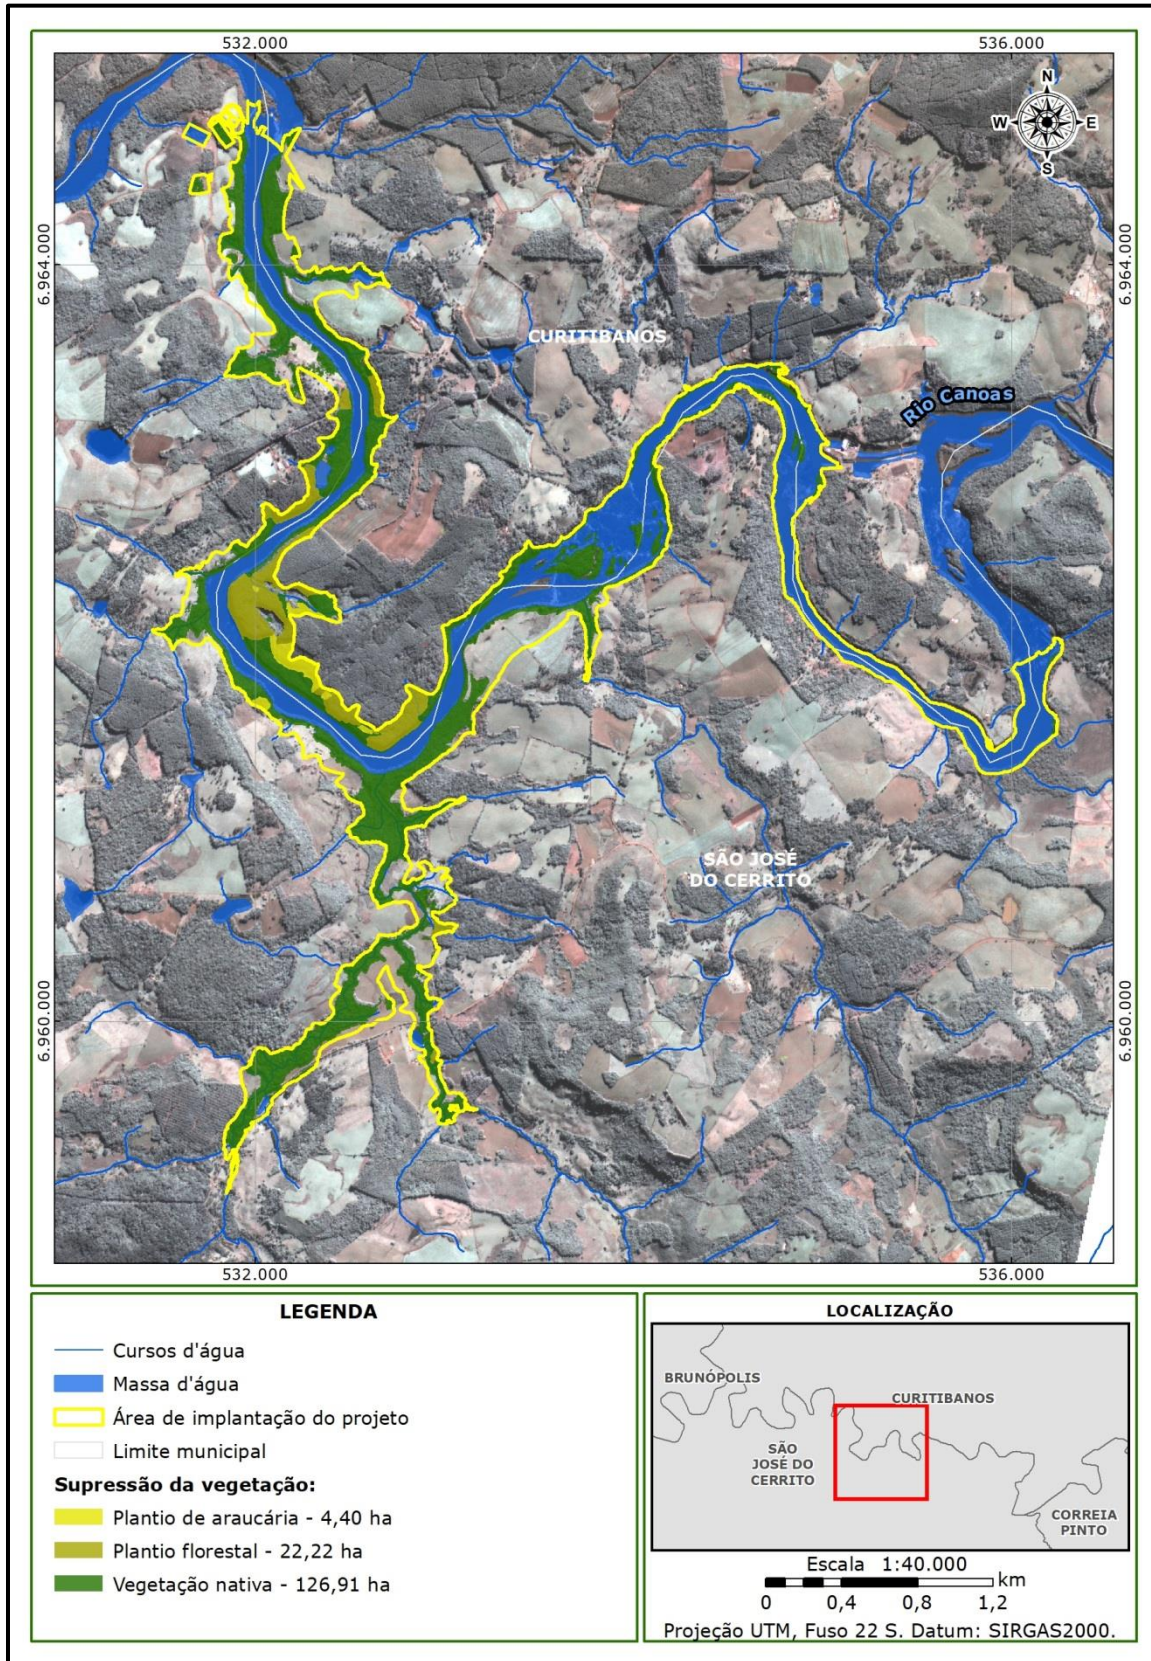 532.000
536.000
N
W
E
S
6.964.000
6.964.000
CURITIBANOS
Rio Canoas
SÃO JOSÉ
DO CERRITO
6.960.000
6.960.000
532.000
536.000
LEGENDA
Cursos d'água
Massa d'água
Área de implantação do projeto
Limite municipal
Supressão da vegetação:
Plantio de araucária - 4,40 ha
Plantio florestal - 22,22 ha
Vegetação nativa - 126,91 ha
LOCALIZAÇÃO
BRUNÓPOLIS
CURITIBANOS
SÃO
JOSÉ DO
CERRITO
CORREIA
PINTO
Escala 1:40.000
km
0 0,4 0,8 1,2
Projeção UTM, Fuso 22 S. Datum: SIRGAS2000.